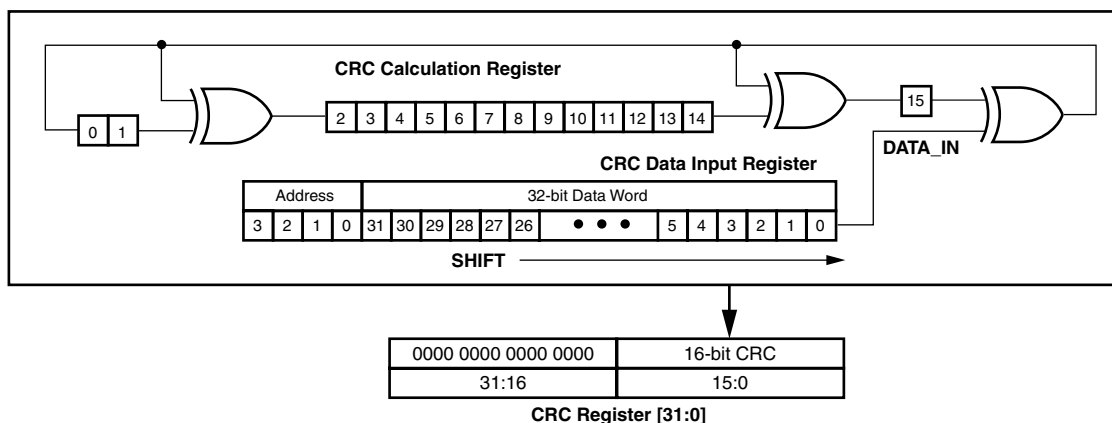 CRC Calculation Register
0 1
2 3 4 5 6 7 8 9 10 11 12 13 14
15
DATA_IN
CRC Data Input Register
Address 32-bit Data Word
3 2 1 0 31 30 29 28 27 26 • • • 5 4 3 2 1 0
SHIFT
0000 0000 0000 0000 16-bit CRC
31:16 15:0
CRC Register [31:0]